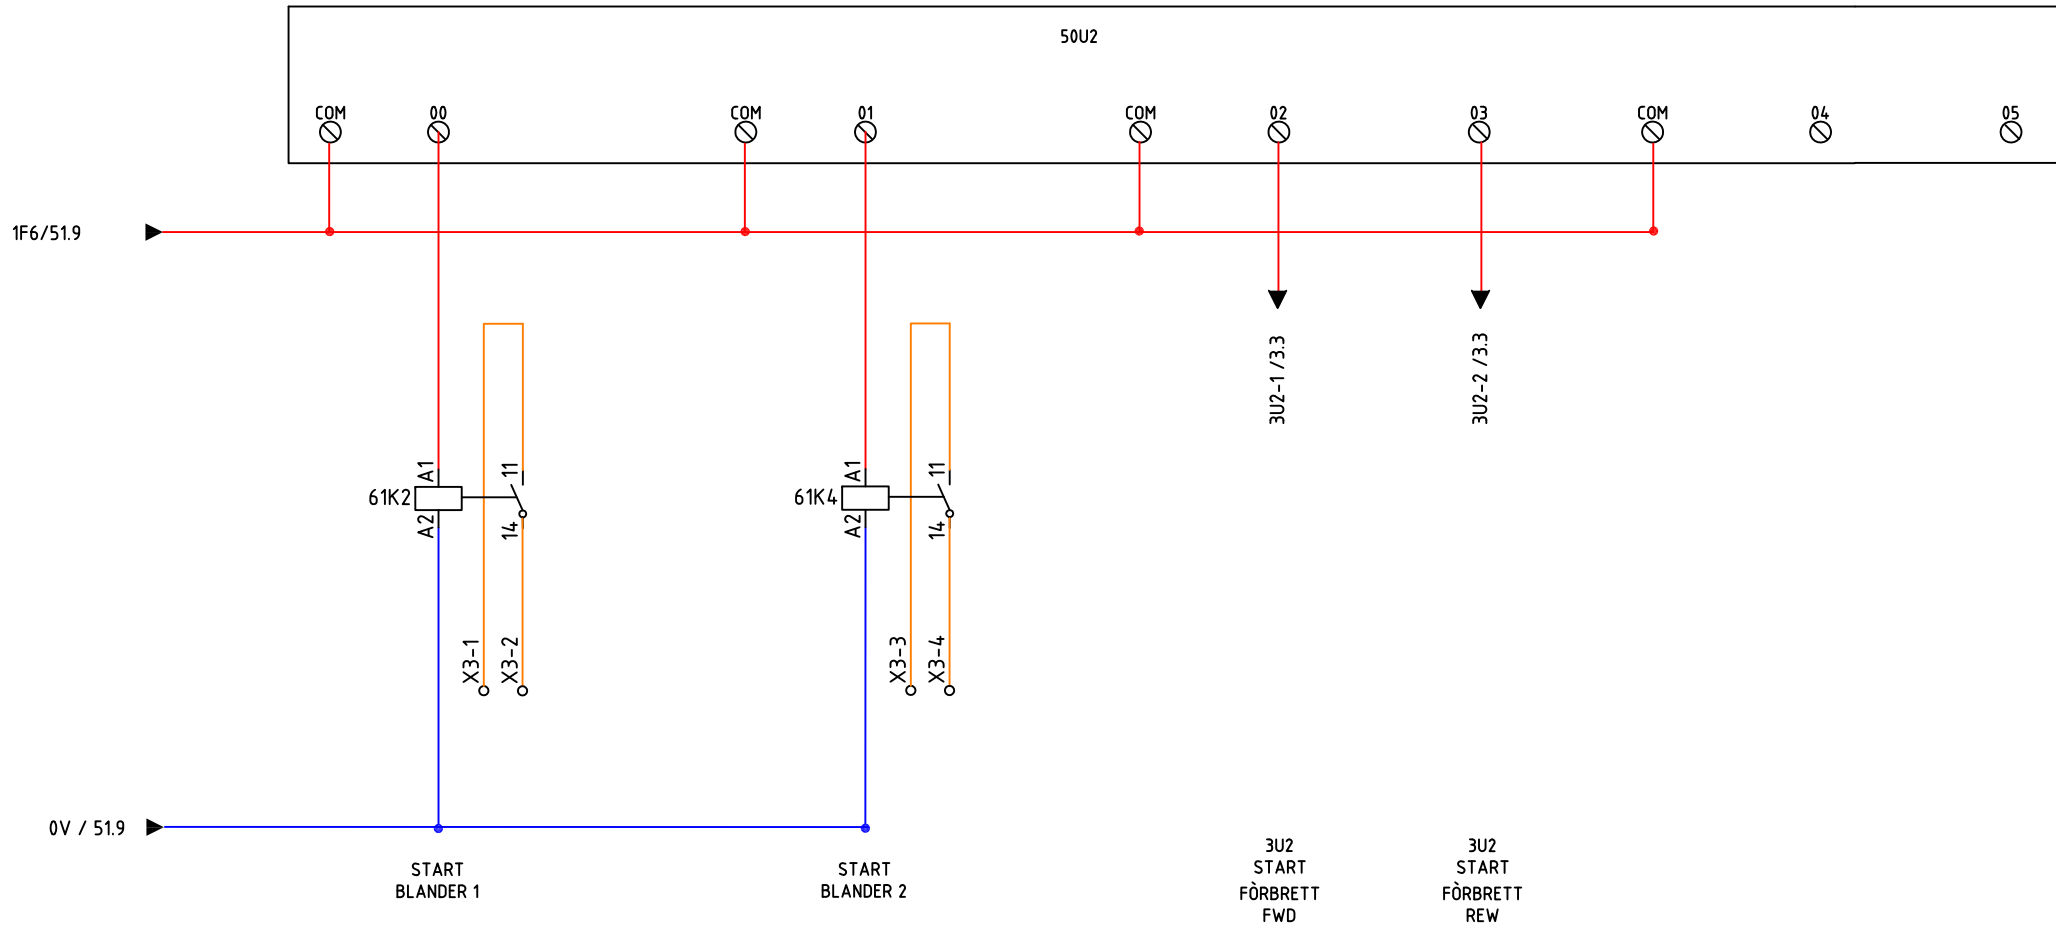 50U2
COM 00 COM 01 COM 02 03 COM 04 05
1F6/51.9
3U2-1 /3.3
3U2-2 /3.3
61K2 A1 A2 11 14
61K4 A1 A2 11 14
X3-1 X3-2 X3-3 X3-4
0V / 51.9
START
BLANDER 1
START
BLANDER 2
3U2
START
FÒRBRETT
FWD
3U2
START
FÒRBRETT
REW